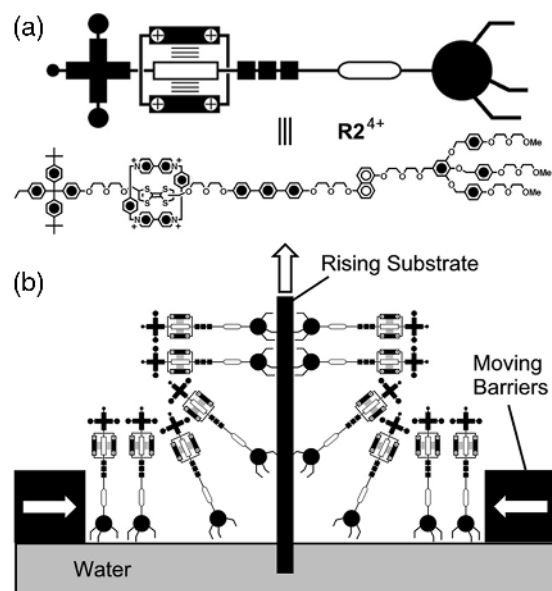 (a)
R2⁴⁺
N N
S S
S S
N N
O O O O O O O O O O O O O O O O OMe
OMe
OMe
(b)
Rising Substrate
Moving
Barriers
Water